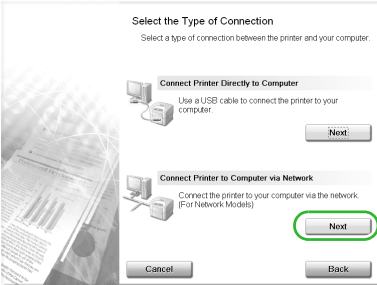 Select the Type of Connection
Select a type of connection between the printer and your computer.
Connect Printer Directly to Computer
Use a USB cable to connect the printer to your
computer.
Next
Connect Printer to Computer via Network
Connect the printer to your computer via the network.
(For Network Models)
Next
Cancel
Back